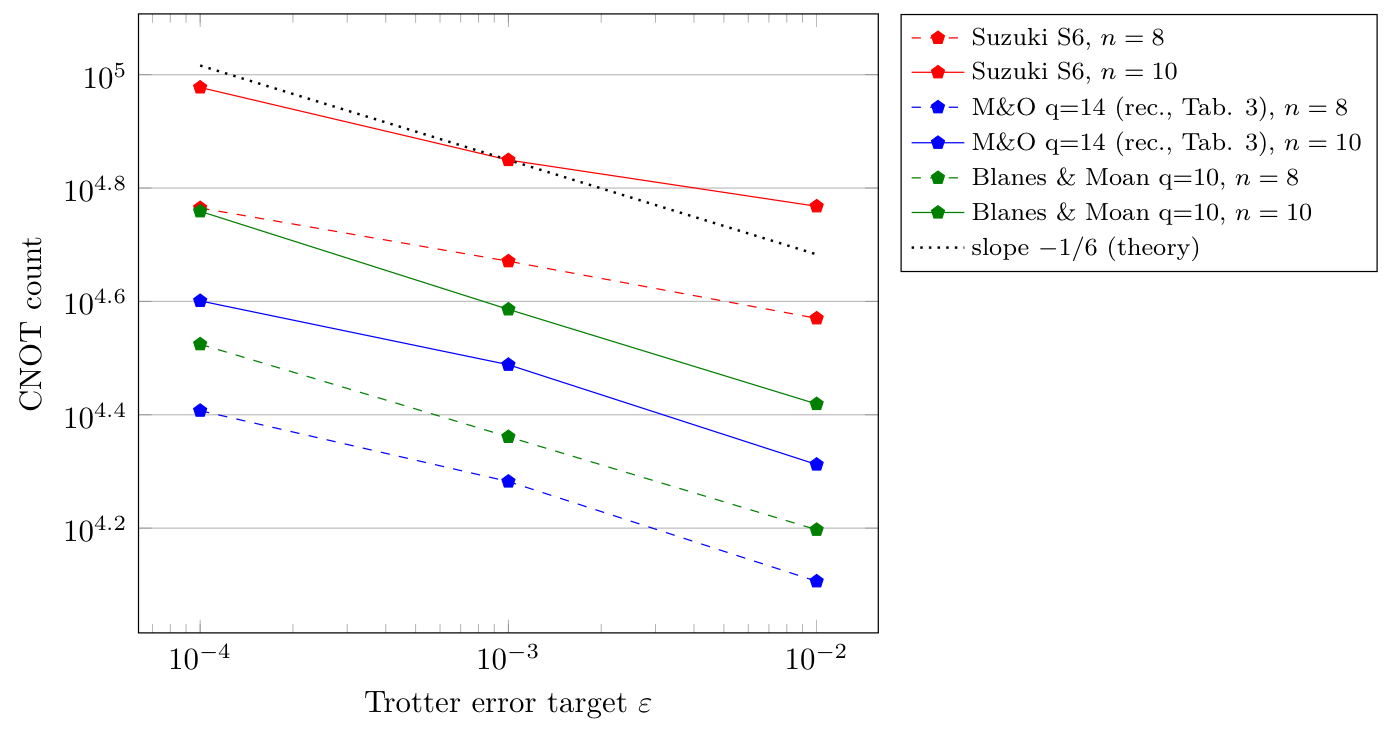 10^5
10^4.8
10^4.6
10^4.4
10^4.2
CNOT count
10^−4
10^−3
10^−2
Trotter error target ε
Suzuki S6, n = 8
Suzuki S6, n = 10
M&O q=14 (rec., Tab. 3), n = 8
M&O q=14 (rec., Tab. 3), n = 10
Blanes & Moan q=10, n = 8
Blanes & Moan q=10, n = 10
slope −1/6 (theory)